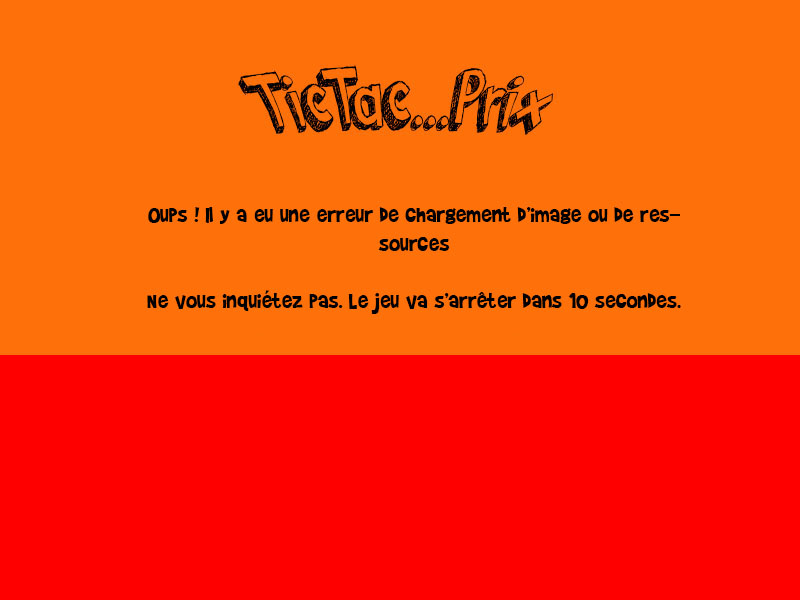 TicTac...Prix
Oups ! Il y a eu une erreur de chargement d'image ou de res-
sources
Ne vous inquiétez pas. Le jeu va s'arrêter dans 10 secondes.